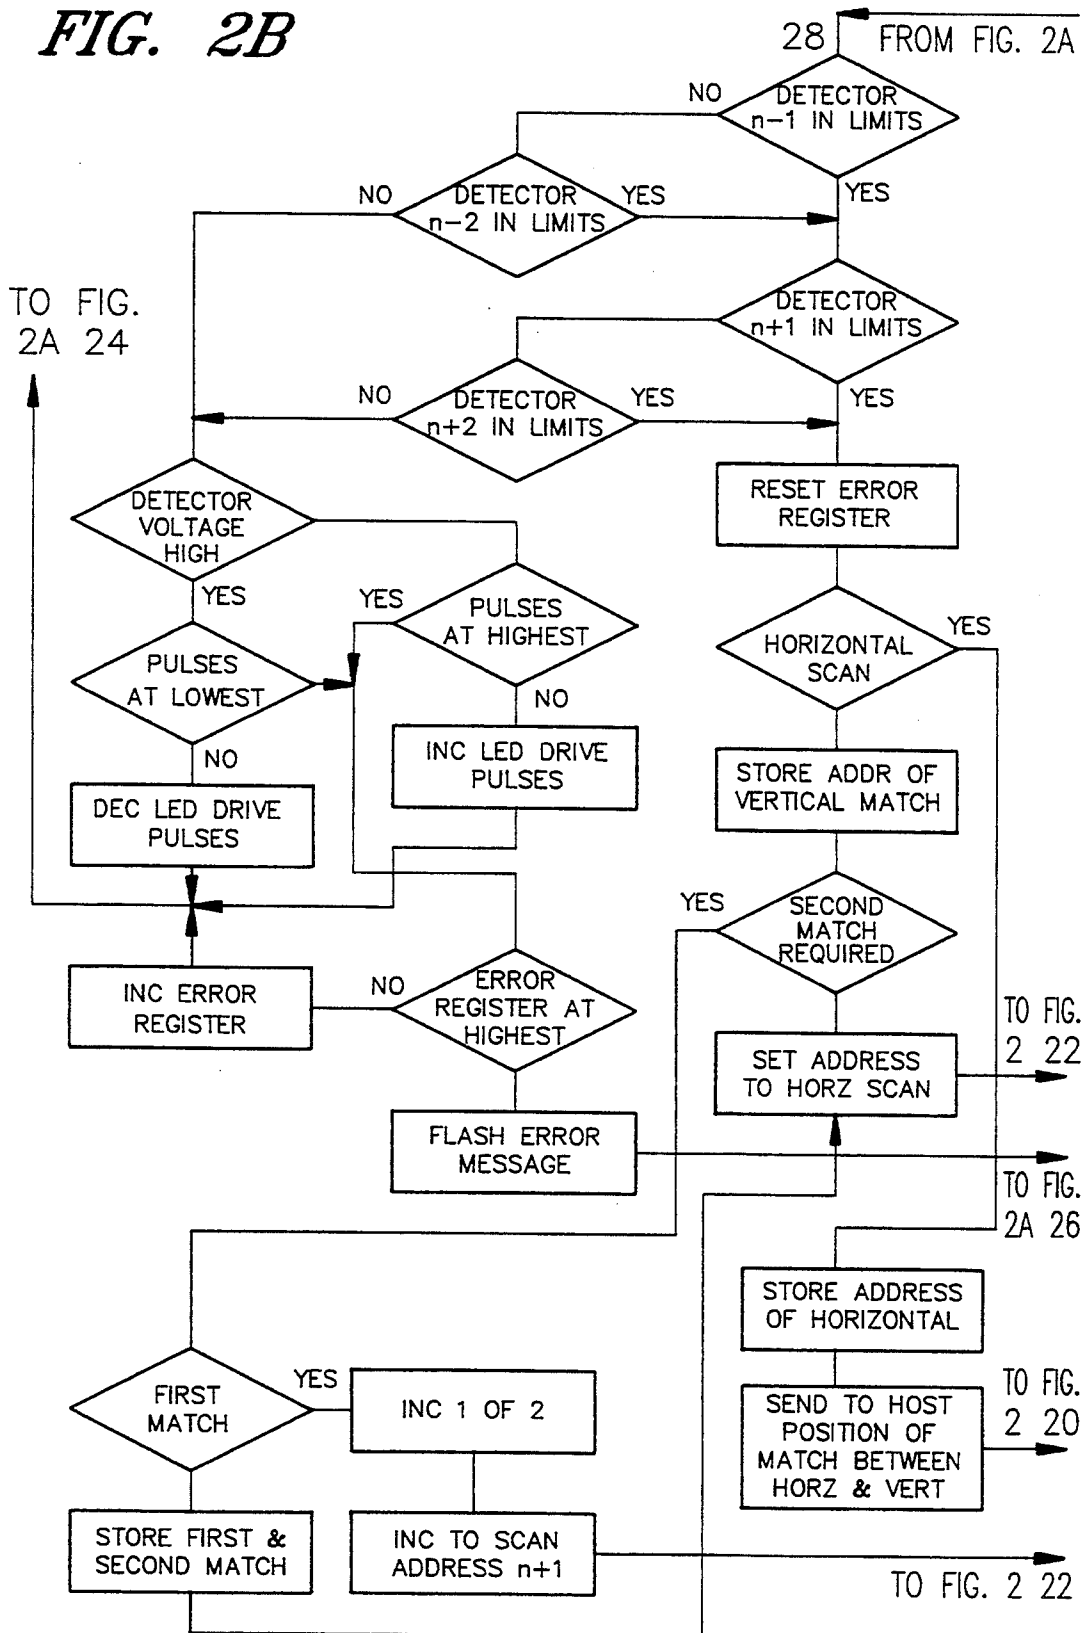 FIG. 2B
28
FROM FIG. 2A
NO
DETECTOR
n-1 IN LIMITS
YES
NO
DETECTOR
n-2 IN LIMITS
YES
TO FIG.
2A 24
DETECTOR
n+1 IN LIMITS
YES
NO
DETECTOR
n+2 IN LIMITS
YES
DETECTOR
VOLTAGE
HIGH
YES
RESET ERROR
REGISTER
YES
PULSES
AT HIGHEST
NO
HORIZONTAL
SCAN
YES
PULSES
AT LOWEST
NO
INC LED DRIVE
PULSES
STORE ADDR OF
VERTICAL MATCH
DEC LED DRIVE
PULSES
YES
SECOND
MATCH
REQUIRED
INC ERROR
REGISTER
NO
ERROR
REGISTER AT
HIGHEST
TO FIG.
2 22
SET ADDRESS
TO HORZ SCAN
FLASH ERROR
MESSAGE
TO FIG.
2A 26
STORE ADDRESS
OF HORIZONTAL
FIRST
MATCH
YES
INC 1 OF 2
TO FIG.
2 20
SEND TO HOST
POSITION OF
MATCH BETWEEN
HORZ & VERT
STORE FIRST &
SECOND MATCH
INC TO SCAN
ADDRESS n+1
TO FIG. 2 22